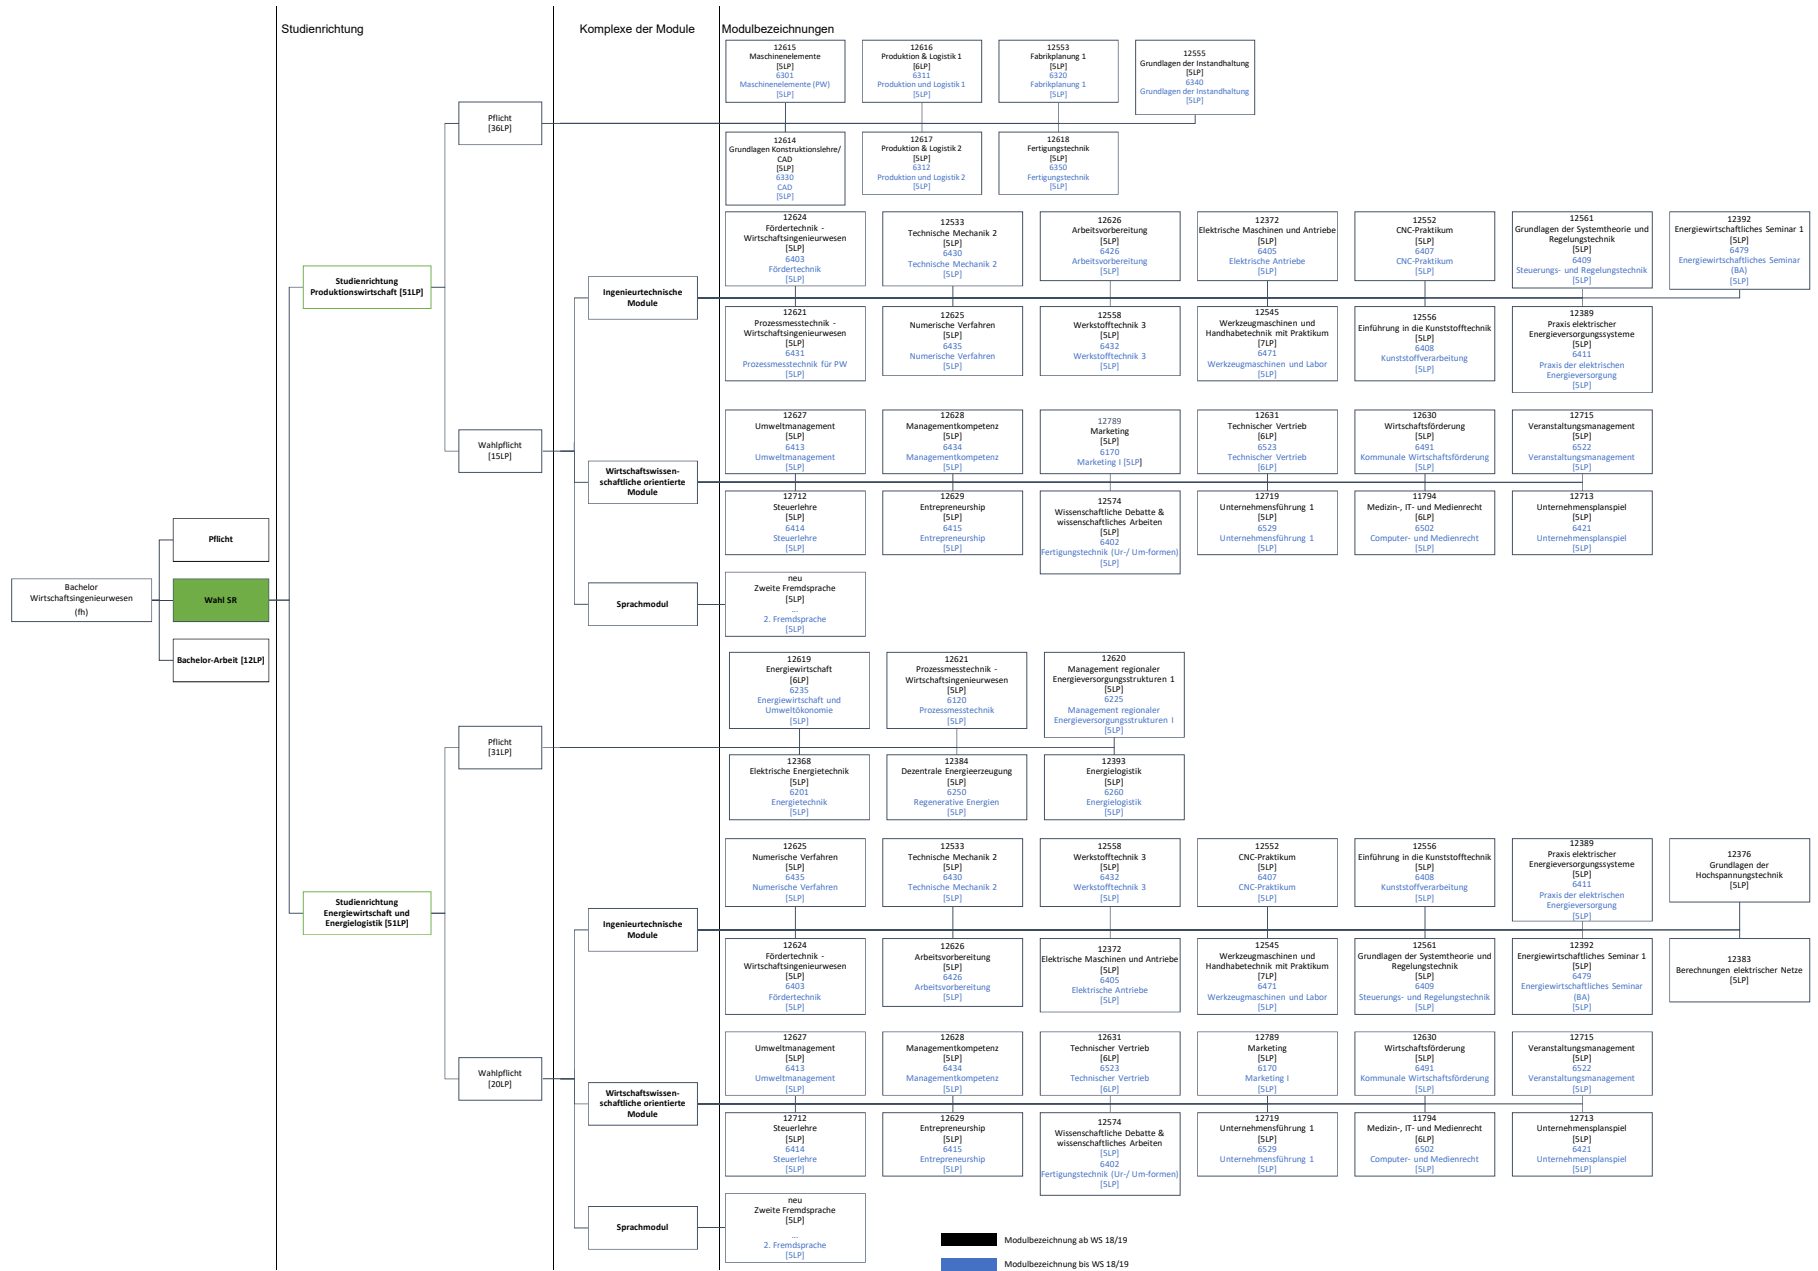 Studienrichtung
Komplexe der Module
Modulbezeichnungen
Bachelor
Wirtschaftsingenieurwesen
(fh)
Pflicht
Wahl SR
Bachelor-Arbeit [12LP]
Studienrichtung
Produktionswirtschaft [51LP]
Pflicht
[36LP]
12615
Maschinenelemente
[5LP]
6301
Maschinenelemente (PW)
[5LP]
12616
Produktion & Logistik 1
[6LP]
6311
Produktion und Logistik 1
[5LP]
12553
Fabrikplanung 1
[5LP]
6320
Fabrikplanung 1
[5LP]
12555
Grundlagen der Instandhaltung
[5LP]
6340
Grundlagen der Instandhaltung
[5LP]
12614
Grundlagen Konstruktionslehre/
CAD
[5LP]
6330
CAD
[5LP]
12617
Produktion & Logistik 2
[5LP]
6312
Produktion und Logistik 2
[5LP]
12618
Fertigungstechnik
[5LP]
6350
Fertigungstechnik
[5LP]
Wahlpflicht
[15LP]
Ingenieurtechnische
Module
12624
Fördertechnik -
Wirtschaftsingenieurwesen
[5LP]
6403
Fördertechnik
[5LP]
12533
Technische Mechanik 2
[5LP]
6430
Technische Mechanik 2
[5LP]
12626
Arbeitsvorbereitung
[5LP]
6426
Arbeitsvorbereitung
[5LP]
12372
Elektrische Maschinen und Antriebe
[5LP]
6405
Elektrische Antriebe
[5LP]
12552
CNC-Praktikum
[5LP]
6407
CNC-Praktikum
[5LP]
12561
Grundlagen der Systemtheorie und
Regelungstechnik
[5LP]
6409
Steuerungs- und Regelungstechnik
[5LP]
12392
Energiewirtschaftliches Seminar 1
[5LP]
6479
Energiewirtschaftliches Seminar
(BA)
[5LP]
12621
Prozessmesstechnik -
Wirtschaftsingenieurwesen
[5LP]
6431
Prozessmesstechnik für PW
[5LP]
12625
Numerische Verfahren
[5LP]
6435
Numerische Verfahren
[5LP]
12558
Werkstofftechnik 3
[5LP]
6432
Werkstofftechnik 3
[5LP]
12545
Werkzeugmaschinen und
Handhabetechnik mit Praktikum
[7LP]
6471
Werkzeugmaschinen und Labor
[5LP]
12556
Einführung in die Kunststofftechnik
[5LP]
6408
Kunststoffverarbeitung
[5LP]
12389
Praxis elektrischer
Energieversorgungssysteme
[5LP]
6411
Praxis der elektrischen
Energieversorgung
[5LP]
Wirtschaftswissen-
schaftliche orientierte
Module
12627
Umweltmanagement
[5LP]
6413
Umweltmanagement
[5LP]
12628
Managementkompetenz
[5LP]
6434
Managementkompetenz
[5LP]
12789
Marketing
[5LP]
6170
Marketing I [5LP]
12631
Technischer Vertrieb
[6LP]
6523
Technischer Vertrieb
[6LP]
12630
Wirtschaftsförderung
[5LP]
6491
Kommunale Wirtschaftsförderung
[5LP]
12715
Veranstaltungsmanagement
[5LP]
6522
Veranstaltungsmanagement
[5LP]
12712
Steuerlehre
[5LP]
6414
Steuerlehre
[5LP]
12629
Entrepreneurship
[5LP]
6415
Entrepreneurship
[5LP]
12574
Wissenschaftliche Debatte &
wissenschaftliches Arbeiten
[5LP]
6402
Fertigungstechnik (Ur-/ Um-formen)
[5LP]
12719
Unternehmensführung 1
[5LP]
6529
Unternehmensführung 1
[5LP]
11794
Medizin-, IT- und Medienrecht
[6LP]
6502
Computer- und Medienrecht
[5LP]
12713
Unternehmensplanspiel
[5LP]
6421
Unternehmensplanspiel
[5LP]
Sprachmodul
neu
Zweite Fremdsprache
[5LP]
...
2. Fremdsprache
[5LP]
Studienrichtung
Energiewirtschaft und
Energielogistik [51LP]
Pflicht
[31LP]
12619
Energiewirtschaft
[6LP]
6235
Energiewirtschaft und
Umweltökonomie
[5LP]
12621
Prozessmesstechnik -
Wirtschaftsingenieurwesen
[5LP]
6120
Prozessmesstechnik
[5LP]
12620
Management regionaler
Energieversorgungsstrukturen 1
[5LP]
6225
Management regionaler
Energieversorgungsstrukturen I
[5LP]
12368
Elektrische Energietechnik
[5LP]
6201
Energietechnik
[5LP]
12384
Dezentrale Energieerzeugung
[5LP]
6250
Regenerative Energien
[5LP]
12393
Energielogistik
[5LP]
6260
Energielogistik
[5LP]
Wahlpflicht
[20LP]
Ingenieurtechnische
Module
12625
Numerische Verfahren
[5LP]
6435
Numerische Verfahren
[5LP]
12533
Technische Mechanik 2
[5LP]
6430
Technische Mechanik 2
[5LP]
12558
Werkstofftechnik 3
[5LP]
6432
Werkstofftechnik 3
[5LP]
12552
CNC-Praktikum
[5LP]
6407
CNC-Praktikum
[5LP]
12556
Einführung in die Kunststofftechnik
[5LP]
6408
Kunststoffverarbeitung
[5LP]
12389
Praxis elektrischer
Energieversorgungssysteme
[5LP]
6411
Praxis der elektrischen
Energieversorgung
[5LP]
12376
Grundlagen der
Hochspannungstechnik
[5LP]
12624
Fördertechnik -
Wirtschaftsingenieurwesen
[5LP]
6403
Fördertechnik
[5LP]
12626
Arbeitsvorbereitung
[5LP]
6426
Arbeitsvorbereitung
[5LP]
12372
Elektrische Maschinen und Antriebe
[5LP]
6405
Elektrische Antriebe
[5LP]
12545
Werkzeugmaschinen und
Handhabetechnik mit Praktikum
[7LP]
6471
Werkzeugmaschinen und Labor
[5LP]
12561
Grundlagen der Systemtheorie und
Regelungstechnik
[5LP]
6409
Steuerungs- und Regelungstechnik
[5LP]
12392
Energiewirtschaftliches Seminar 1
[5LP]
6479
Energiewirtschaftliches Seminar
(BA)
[5LP]
12383
Berechnungen elektrischer Netze
[5LP]
Wirtschaftswissen-
schaftliche orientierte
Module
12627
Umweltmanagement
[5LP]
6413
Umweltmanagement
[5LP]
12628
Managementkompetenz
[5LP]
6434
Managementkompetenz
[5LP]
12631
Technischer Vertrieb
[6LP]
6523
Technischer Vertrieb
[6LP]
12789
Marketing
[5LP]
6170
Marketing I
[5LP]
12630
Wirtschaftsförderung
[5LP]
6491
Kommunale Wirtschaftsförderung
[5LP]
12715
Veranstaltungsmanagement
[5LP]
6522
Veranstaltungsmanagement
[5LP]
12712
Steuerlehre
[5LP]
6414
Steuerlehre
[5LP]
12629
Entrepreneurship
[5LP]
6415
Entrepreneurship
[5LP]
12574
Wissenschaftliche Debatte &
wissenschaftliches Arbeiten
[5LP]
6402
Fertigungstechnik (Ur-/ Um-formen)
[5LP]
12719
Unternehmensführung 1
[5LP]
6529
Unternehmensführung 1
[5LP]
11794
Medizin-, IT- und Medienrecht
[6LP]
6502
Computer- und Medienrecht
[5LP]
12713
Unternehmensplanspiel
[5LP]
6421
Unternehmensplanspiel
[5LP]
Sprachmodul
neu
Zweite Fremdsprache
[5LP]
...
2. Fremdsprache
[5LP]
Modulbezeichnung ab WS 18/19
Modulbezeichnung bis WS 18/19